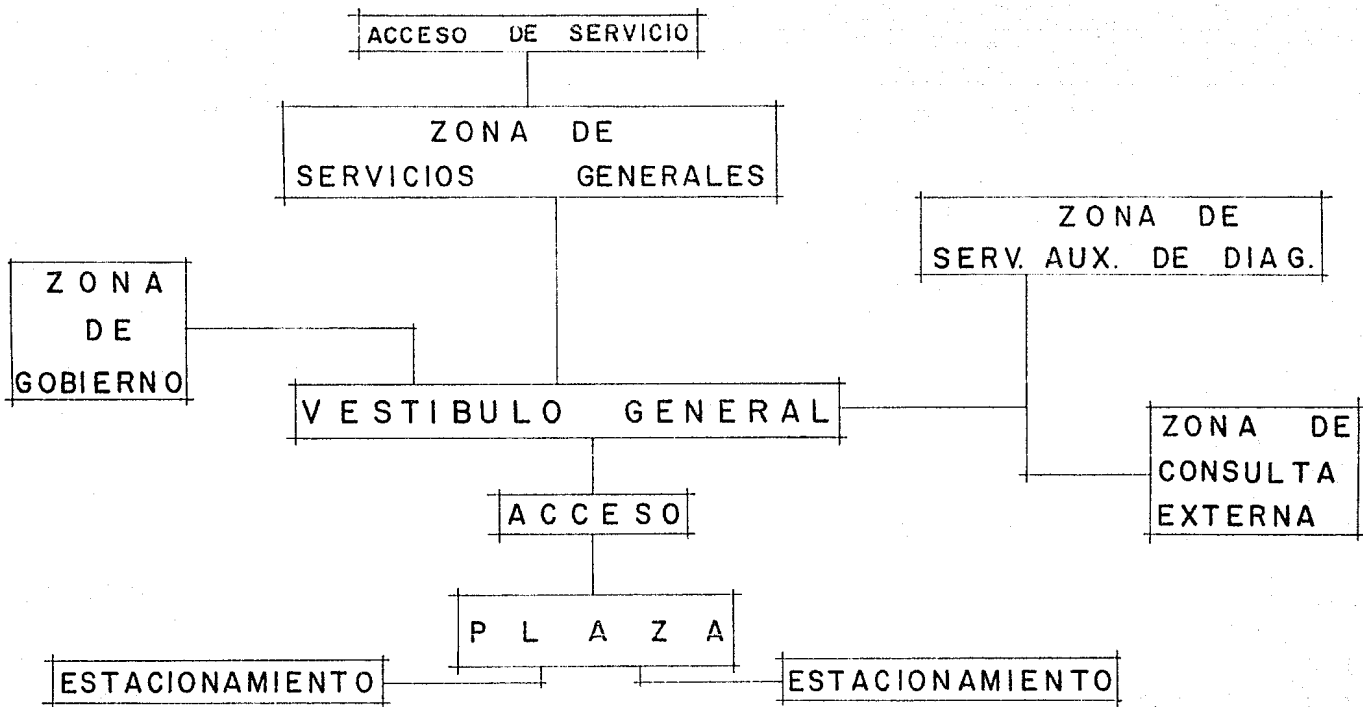 ACCESO DE SERVICIO
ZONA DE
SERVICIOS GENERALES
ZONA DE
SERV. AUX. DE DIAG.
ZONA
DE
GOBIERNO
VESTIBULO GENERAL
ZONA DE
CONSULTA
EXTERNA
ACCESO
PLAZA
ESTACIONAMIENTO
ESTACIONAMIENTO